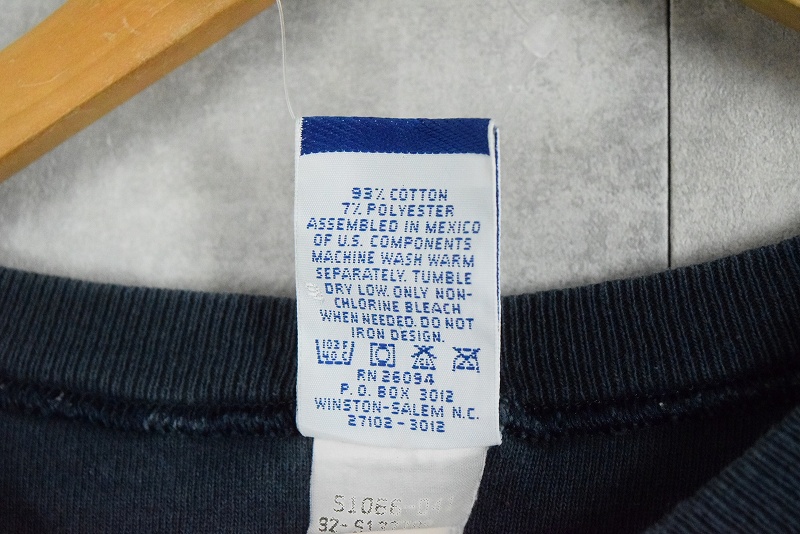 93% COTTON
7% POLYESTER
ASSEMBLED IN MEXICO
OF U.S. COMPONENTS
MACHINE WASH WARM
SEPARATELY. TUMBLE
DRY LOW. ONLY NON-
CHLORINE BLEACH
WHEN NEEDED. DO NOT
IRON DESIGN.
RN 26094
P.O. BOX 3012
WINSTON-SALEM N.C.
27102-3012